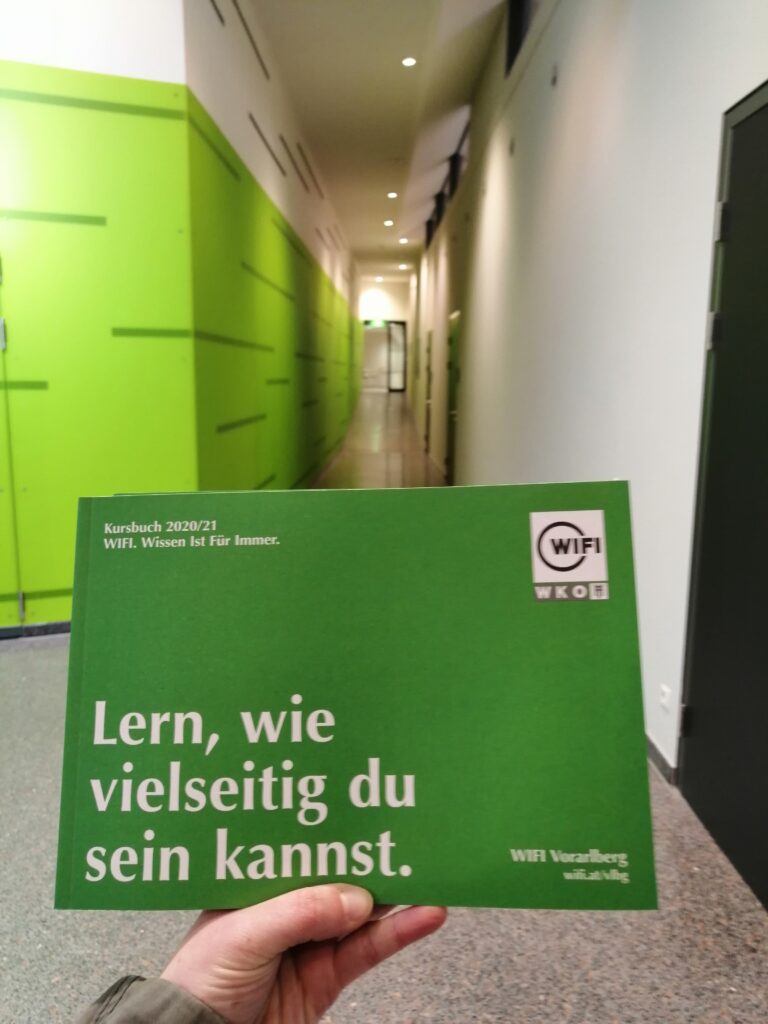 Kursbuch 2020/21
WIFI. Wissen Ist Für Immer.
WIFI
WKO
Lern, wie
vielseitig du
sein kannst.
WIFI Vorarlberg
wifi.at/vlbg